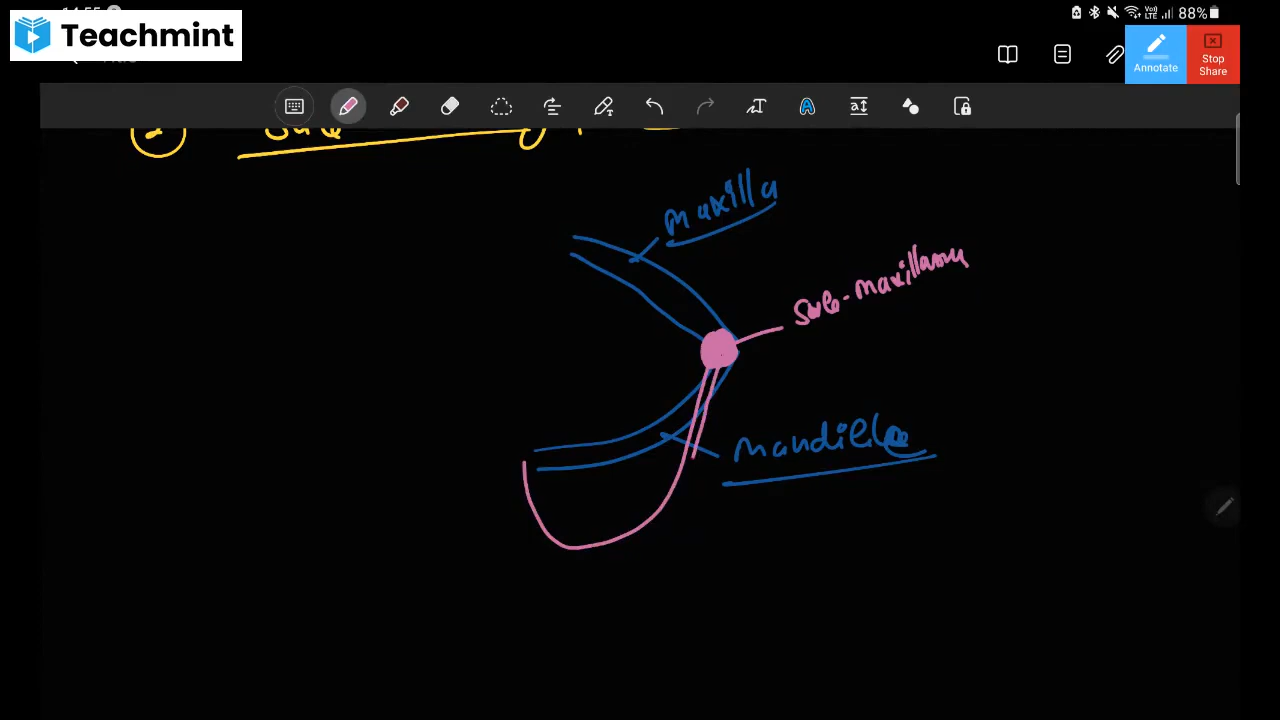 88%
Teachmint
Annotate
Stop
Share
maxilla
Sub-maxillary
Mandible